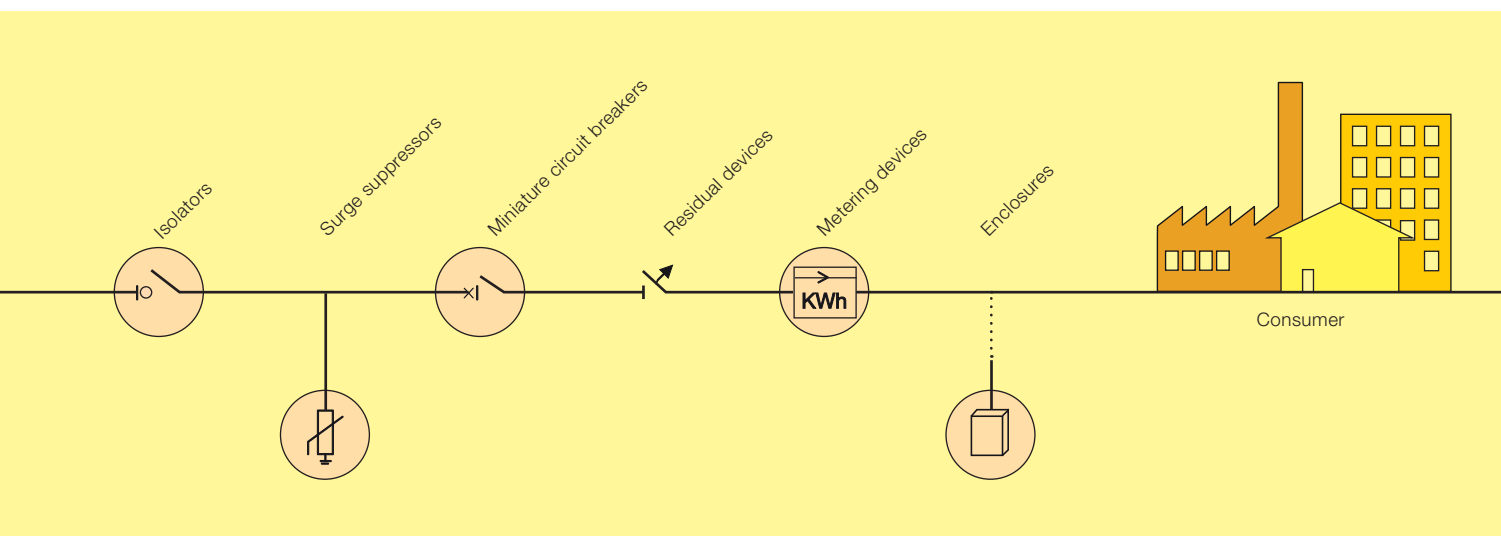 Isolators
Surge suppressors
Miniature circuit breakers
Residual devices
Metering devices
Enclosures
KWh
Consumer